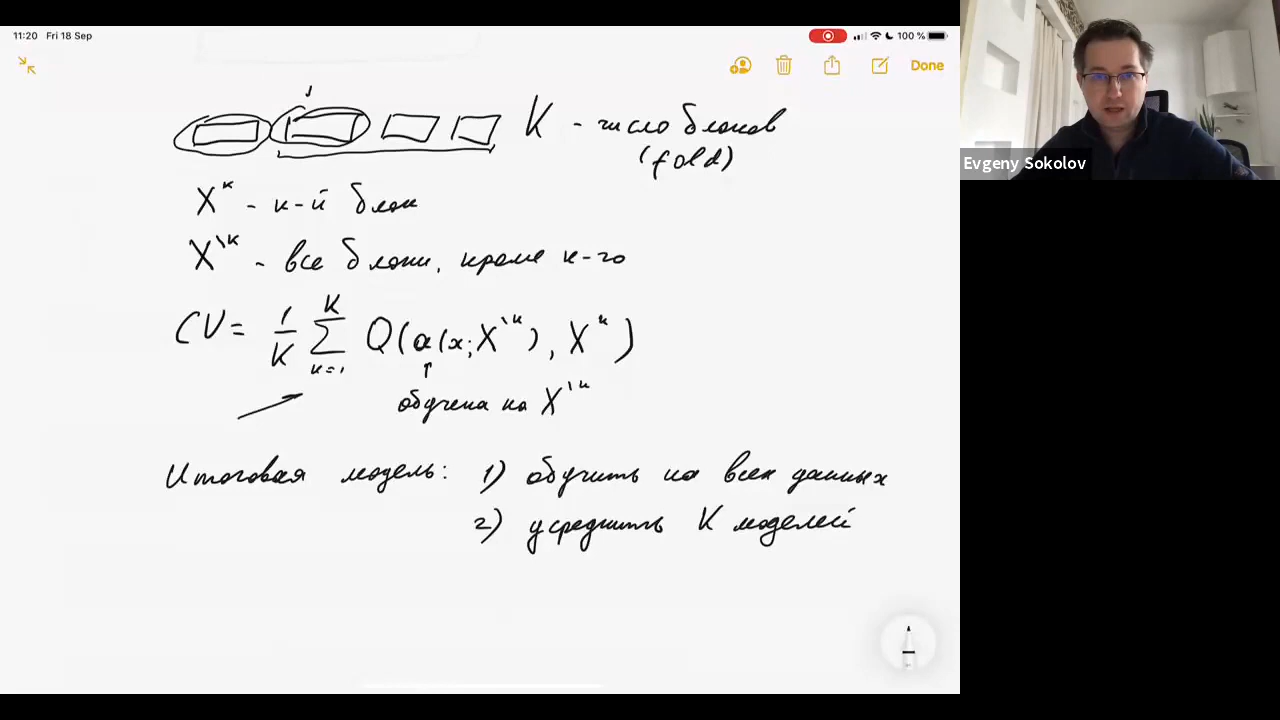 11:20 Fri 18 Sep
100 %
Done
K - число блоков
(fold)
X^k - k-й блок
X^\k - все блоки, кроме k-го
CV = 1/K ∑_{k=1}^{K} Q(a(x; X^\k), X^k)
обучена на X^\k
Итоговая модель: 1) обучить на всех данных
2) усреднить K моделей
Evgeny Sokolov